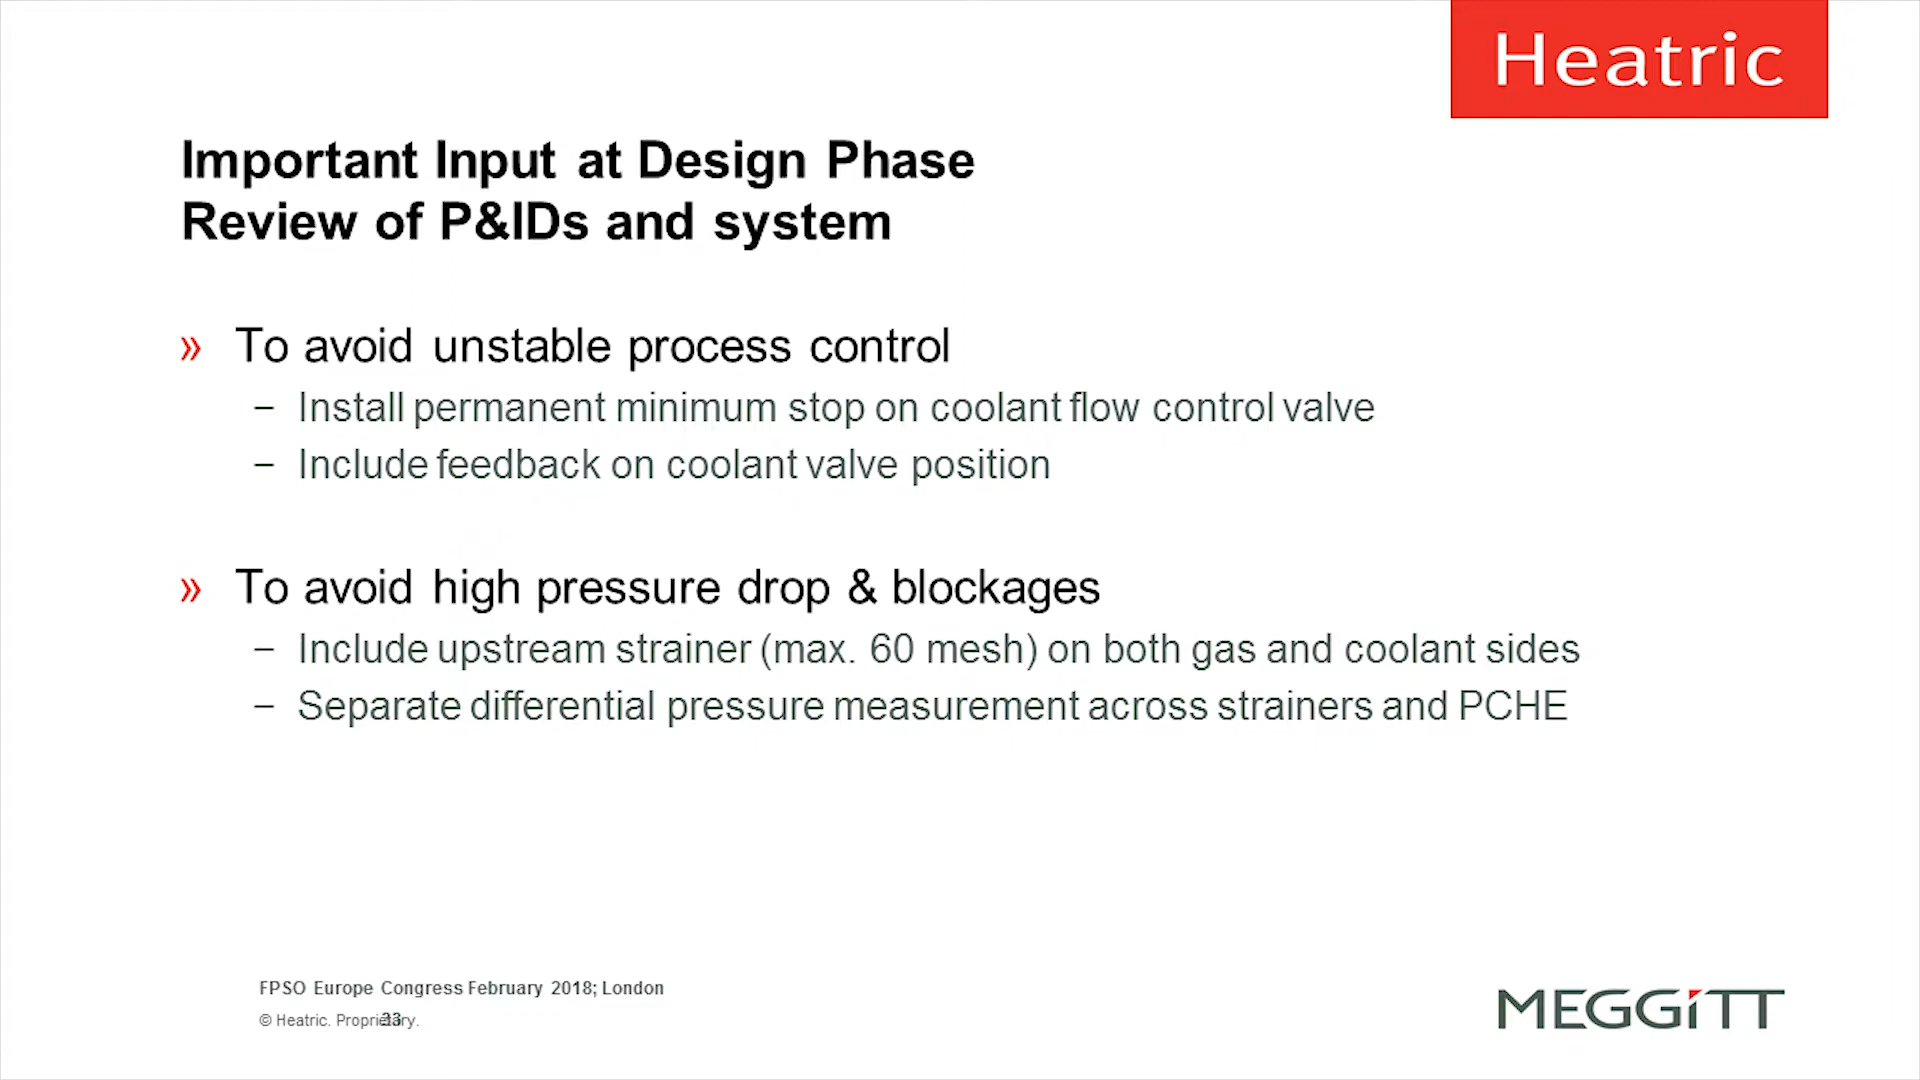 Heatric
Important Input at Design Phase
Review of P&IDs and system
» To avoid unstable process control
– Install permanent minimum stop on coolant flow control valve
– Include feedback on coolant valve position
» To avoid high pressure drop & blockages
– Include upstream strainer (max. 60 mesh) on both gas and coolant sides
– Separate differential pressure measurement across strainers and PCHE
FPSO Europe Congress February 2018; London
© Heatric. Proprietary.
33
MEGGITT